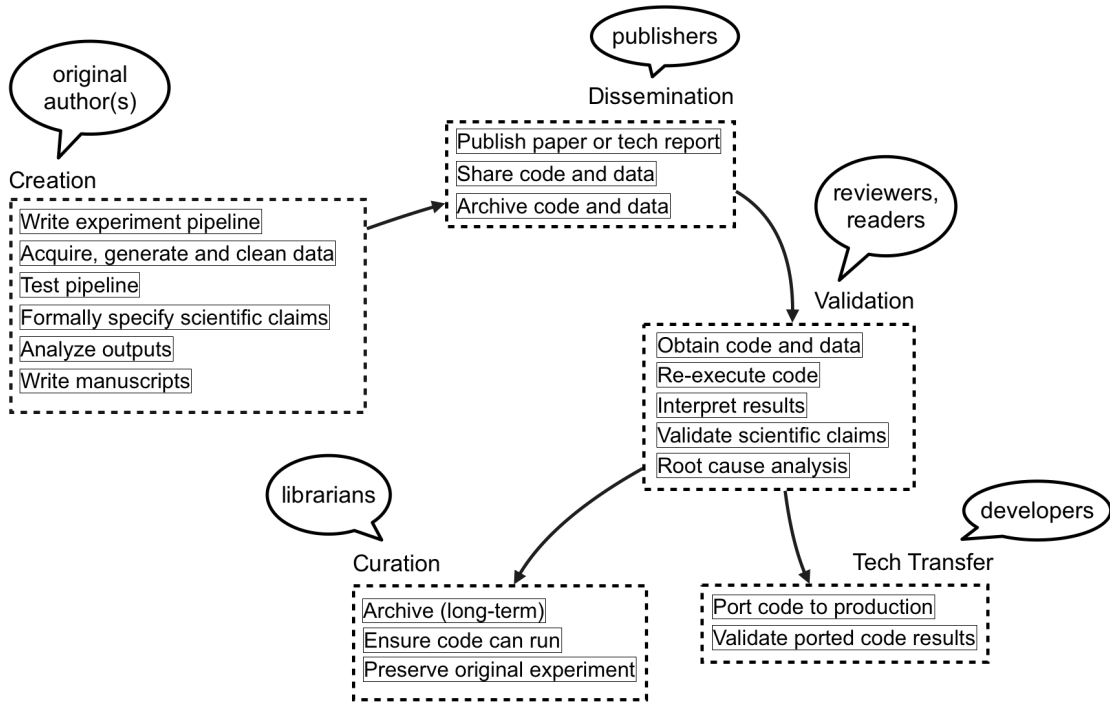 original
author(s)
Creation
Write experiment pipeline
Acquire, generate and clean data
Test pipeline
Formally specify scientific claims
Analyze outputs
Write manuscripts
publishers
Dissemination
Publish paper or tech report
Share code and data
Archive code and data
reviewers,
readers
Validation
Obtain code and data
Re-execute code
Interpret results
Validate scientific claims
Root cause analysis
librarians
Curation
Archive (long-term)
Ensure code can run
Preserve original experiment
developers
Tech Transfer
Port code to production
Validate ported code results